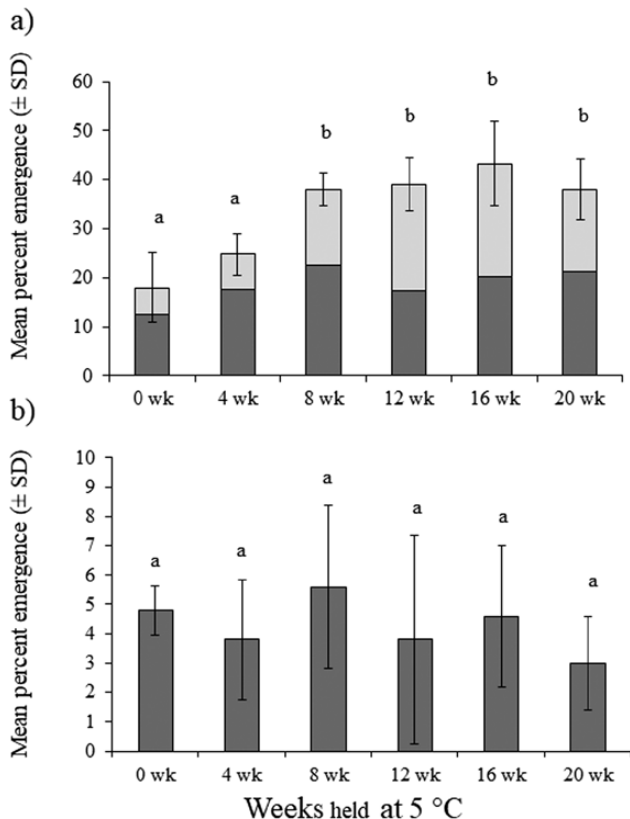 a)
Mean percent emergence (± SD)
60
50
40
30
20
10
0
a
a
b
b
b
b
0 wk
4 wk
8 wk
12 wk
16 wk
20 wk
b)
Mean percent emergence (± SD)
10
9
8
7
6
5
4
3
2
1
0
a
a
a
a
a
a
0 wk
4 wk
8 wk
12 wk
16 wk
20 wk
Weeks held at 5 °C